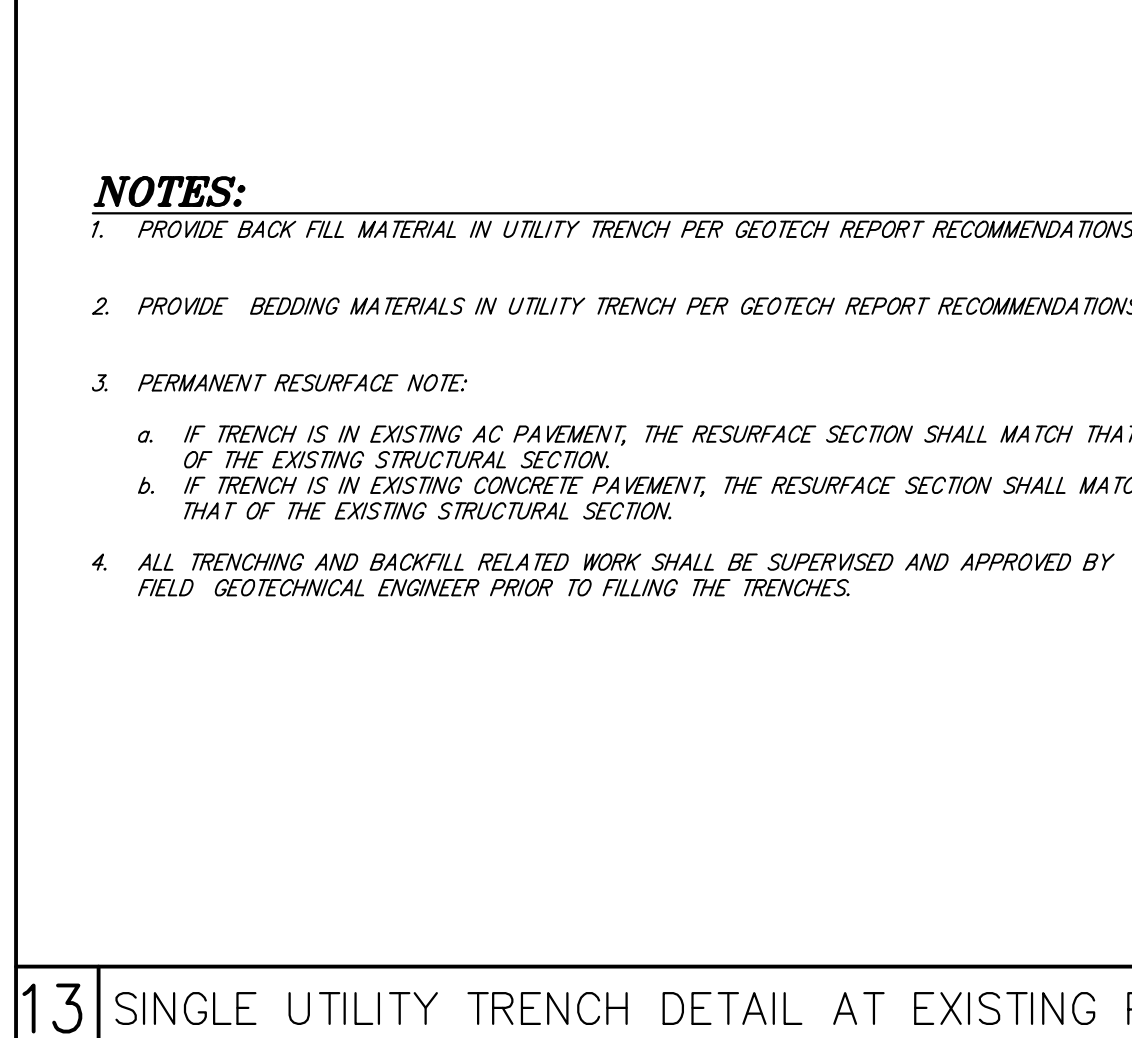 NOTES:
1. PROVIDE BACK FILL MATERIAL IN UTILITY TRENCH PER GEOTECH REPORT RECOMMENDATIONS
2. PROVIDE BEDDING MATERIALS IN UTILITY TRENCH PER GEOTECH REPORT RECOMMENDATIONS
3. PERMANENT RESURFACE NOTE:
a. IF TRENCH IS IN EXISTING AC PAVEMENT, THE RESURFACE SECTION SHALL MATCH THAT
OF THE EXISTING STRUCTURAL SECTION.
b. IF TRENCH IS IN EXISTING CONCRETE PAVEMENT, THE RESURFACE SECTION SHALL MATC
THAT OF THE EXISTING STRUCTURAL SECTION.
4. ALL TRENCHING AND BACKFILL RELATED WORK SHALL BE SUPERVISED AND APPROVED BY
FIELD GEOTECHNICAL ENGINEER PRIOR TO FILLING THE TRENCHES.
13 SINGLE UTILITY TRENCH DETAIL AT EXISTING